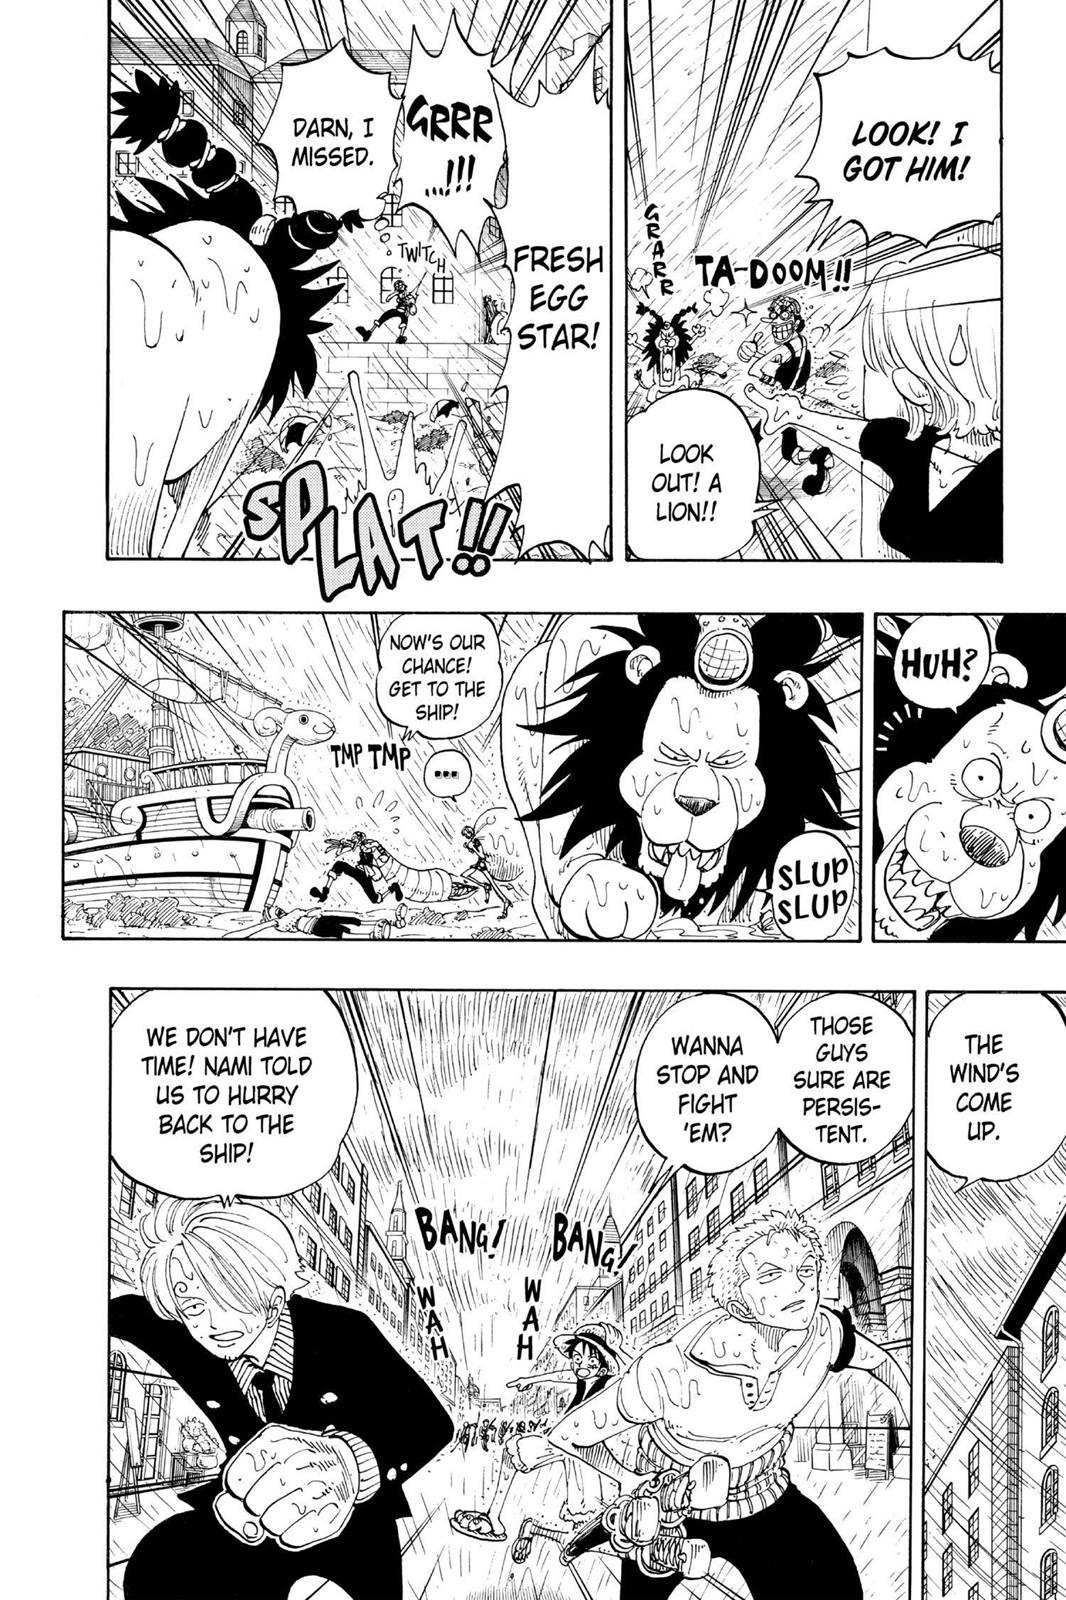 LOOK! I
GOT HIM!
GRARR
TA-DOOM!!
LOOK
OUT! A
LION!!
FRESH
EGG
STAR!
GRRR
...!!!
DARN, I
MISSED.
TWITCH
SPLAT!!
HUH?
SLUP
SLUP
NOW'S OUR
CHANCE!
GET TO THE
SHIP!
TMP TMP
...
THE
WIND'S
COME
UP.
THOSE
GUYS
SURE ARE
PERSIS-
TENT.
WANNA
STOP AND
FIGHT
'EM?
BANG!
BANG!
WAH
WAH
WE DON'T HAVE
TIME! NAMI TOLD
US TO HURRY
BACK TO THE
SHIP!